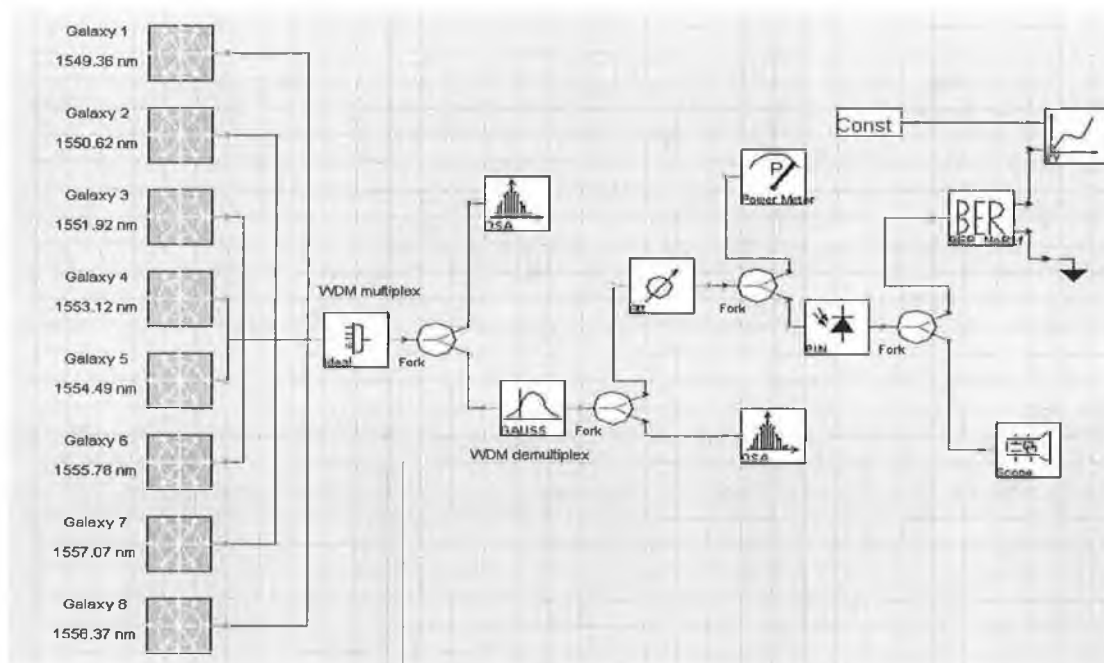 Galaxy 1
1549.36 nm
Galaxy 2
1550.62 nm
Galaxy 3
1551.92 nm
Galaxy 4
1553.12 nm
Galaxy 5
1554.49 nm
Galaxy 6
1555.78 nm
Galaxy 7
1557.07 nm
Galaxy 8
1556.37 nm
WDM multiplex
Ideal
Fork
OSA
GAUSS
Fork
WDM demultiplex
P
Power Meter
Fork
OSA
PIN
Fork
Const
BER
Scope